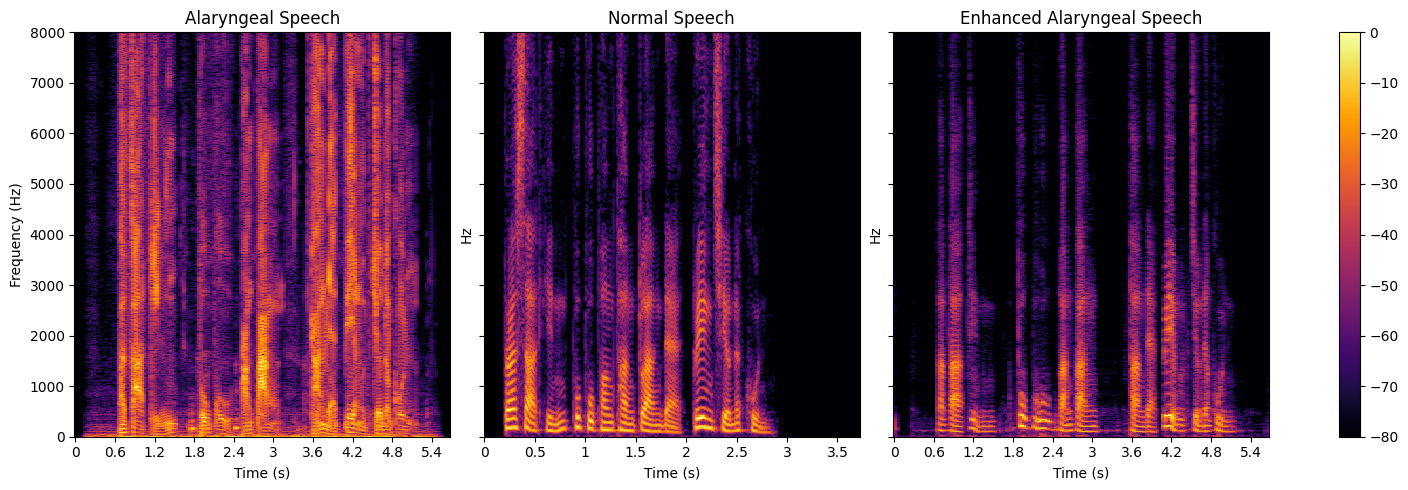 Alaryngeal Speech
Normal Speech
Enhanced Alaryngeal Speech
Frequency (Hz)
8000
7000
6000
5000
4000
3000
2000
1000
0
0 0.6 1.2 1.8 2.4 3 3.6 4.2 4.8 5.4
Time (s)
Hz
0 0.5 1 1.5 2 2.5 3 3.5
Time (s)
Hz
0 0.6 1.2 1.8 2.4 3 3.6 4.2 4.8 5.4
Time (s)
0
−10
−20
−30
−40
−50
−60
−70
−80